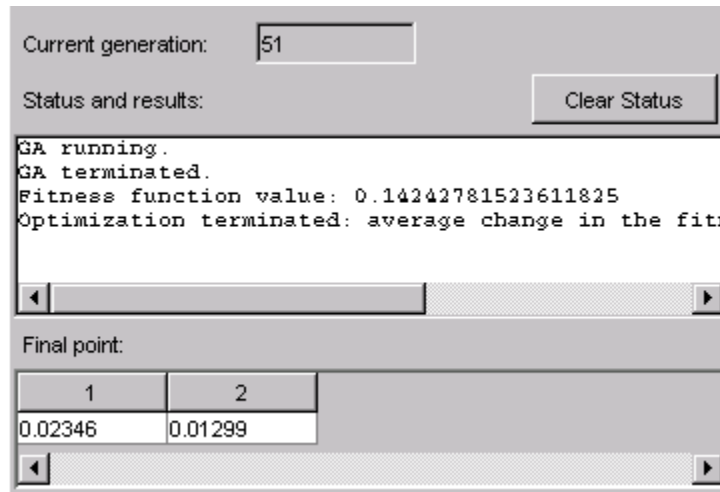 Current generation: 51
Status and results: Clear Status
GA running.
GA terminated.
Fitness function value: 0.14242781523611825
Optimization terminated: average change in the fit
Final point:
1 2
0.02346 0.01299